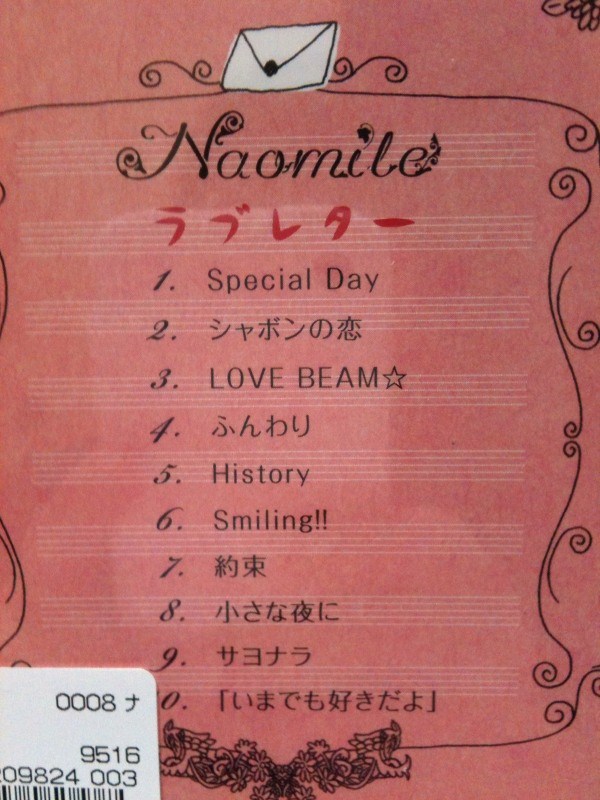 Naomile
ラブレター
1. Special Day
2. シャボンの恋
3. LOVE BEAM☆
4. ふんわり
5. History
6. Smiling!!
7. 約束
8. 小さな夜に
9. サヨナラ
0. 「いまでも好きだよ」
0008 ナ
9516
209824 003